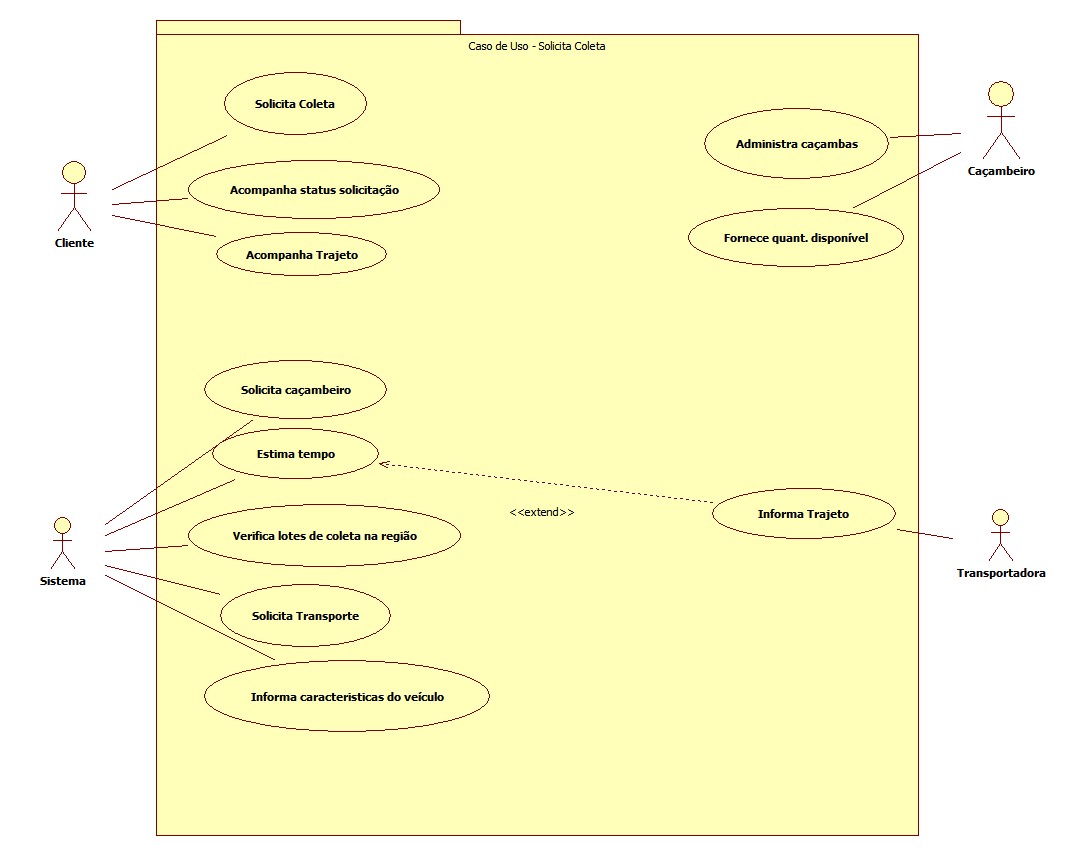 Caso de Uso - Solicita Coleta
Solicita Coleta
Administra caçambas
Caçambeiro
Acompanha status solicitação
Cliente
Fornece quant. disponível
Acompanha Trajeto
Solicita caçambeiro
Estima tempo
<<extend>>
Informa Trajeto
Verifica lotes de coleta na região
Sistema
Transportadora
Solicita Transporte
Informa caracteristicas do veículo